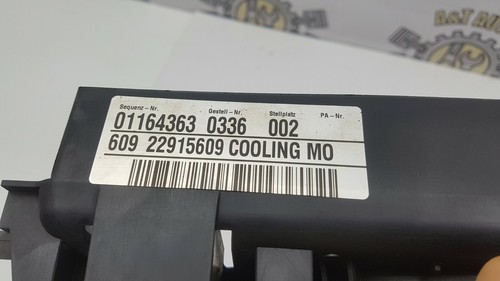 Sequenz-Nr. Gestell-Nr. Stellplatz PA-Nr.
01164363 0336 002
609 22915609 COOLING MO